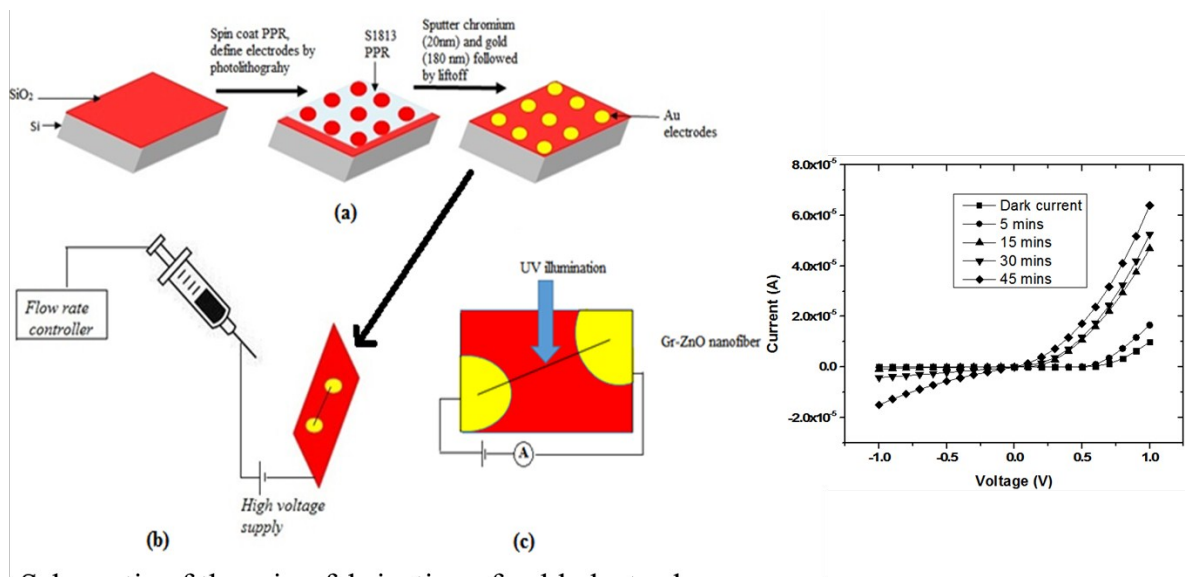 Spin coat PPR,
define electrodes by
photolithograhy
S1813
PPR
Sputter chromium
(20nm) and gold
(180 nm) followed
by liftoff
SiO2
Si
Au
electrodes
(a)
Flow rate
controller
High voltage
supply
(b)
UV illumination
Gr-ZnO nanofiber
A
(c)
8.0x10-5
6.0x10-5
4.0x10-5
2.0x10-5
0.0
-2.0x10-5
Current (A)
Dark current
5 mins
15 mins
30 mins
45 mins
-1.0
-0.5
0.0
0.5
1.0
Voltage (V)